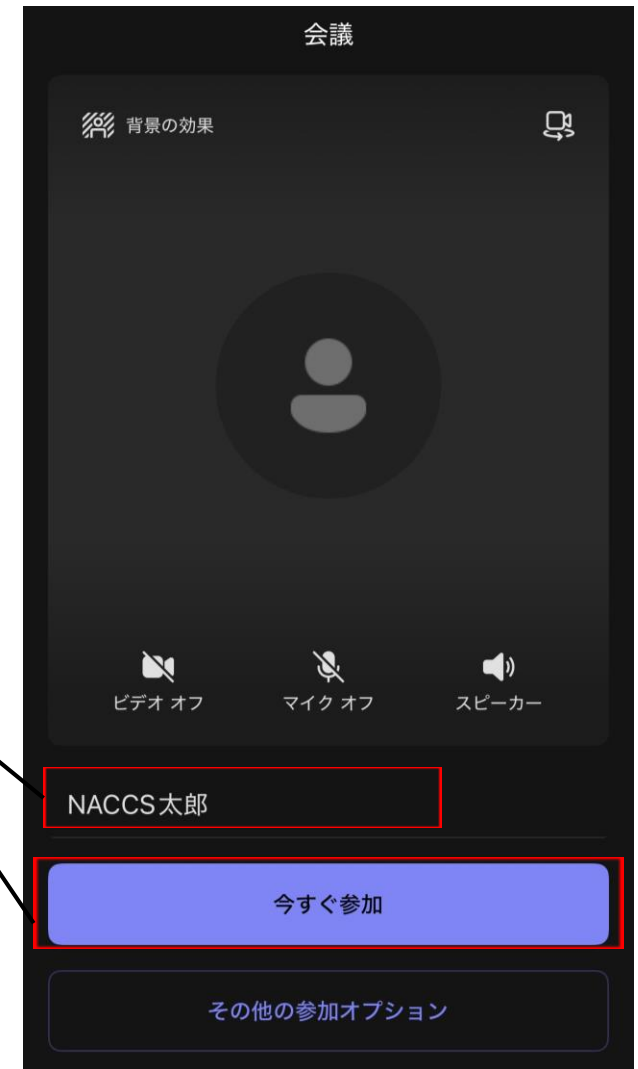 会議
背景の効果
ビデオ オフ
マイク オフ
スピーカー
NACCS太郎
今すぐ参加
その他の参加オプション